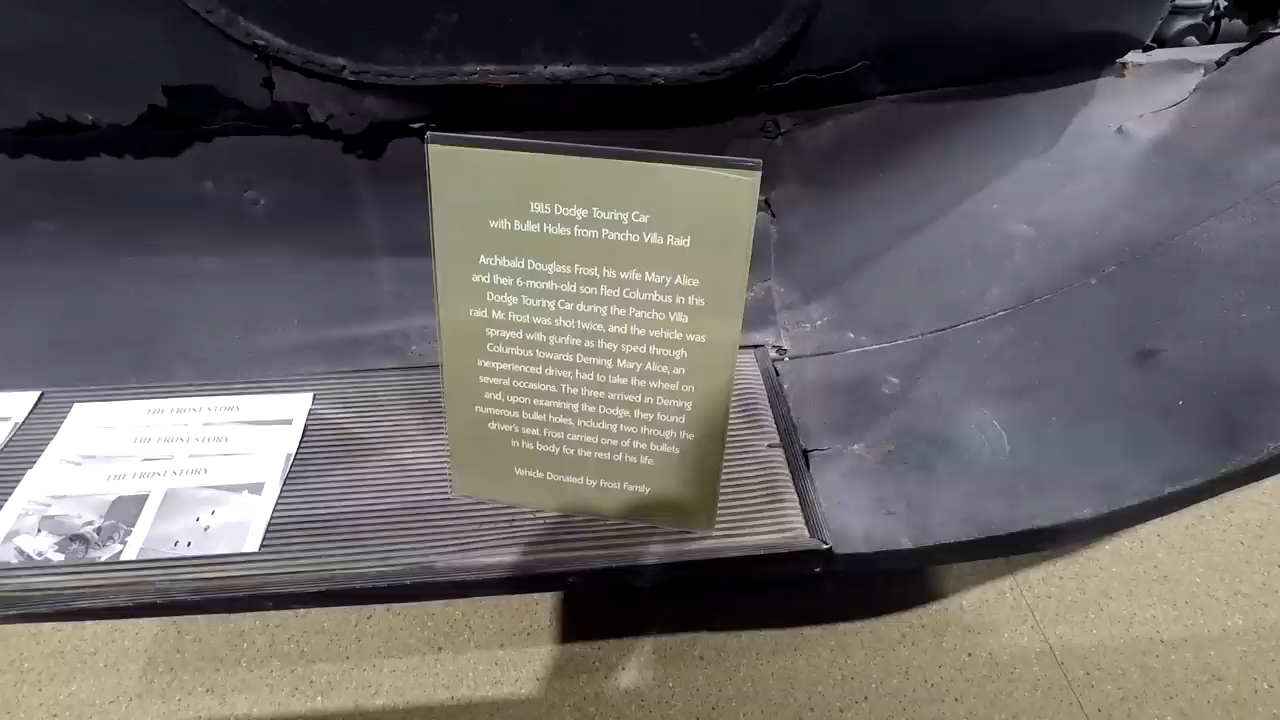 1915 Dodge Touring Car
with Bullet Holes from Pancho Villa Raid
Archibald Douglass Frost, his wife Mary Alice
and their 6-month-old son fled Columbus in this
Dodge Touring Car during the Pancho Villa
raid. Mr. Frost was shot twice, and the vehicle was
sprayed with gunfire as they sped through
Columbus towards Deming. Mary Alice, an
inexperienced driver, had to take the wheel on
several occasions. The three arrived in Deming
and, upon examining the Dodge, they found
numerous bullet holes, including two through the
driver's seat. Frost carried one of the bullets
in his body for the rest of his life.
Vehicle Donated by Frost Family
THE FROST STORY
THE FROST STORY
THE FROST STORY